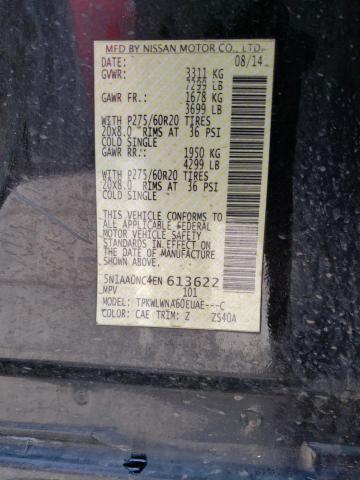 MFD BY NISSAN MOTOR CO., LTD.
DATE: 08/14
GVWR: 3311 KG
7299 LB
GAWR FR.: 1678 KG
3699 LB
WITH P275/60R20 TIRES
20X8.0 RIMS AT 36 PSI
COLD SINGLE
GAWR RR.: 1950 KG
4299 LB
WITH P275/60R20 TIRES
20X8.0 RIMS AT 36 PSI
COLD SINGLE
THIS VEHICLE CONFORMS TO
ALL APPLICABLE FEDERAL
MOTOR VEHICLE SAFETY
STANDARDS IN EFFECT ON
THE DATE OF MANUFACTURE
SHOWN ABOVE.
5N1AA0NC4EN 613622
MPV 101
MODEL: TPKWLWNA60EUAE---C
COLOR: CAE TRIM: Z ZS40A